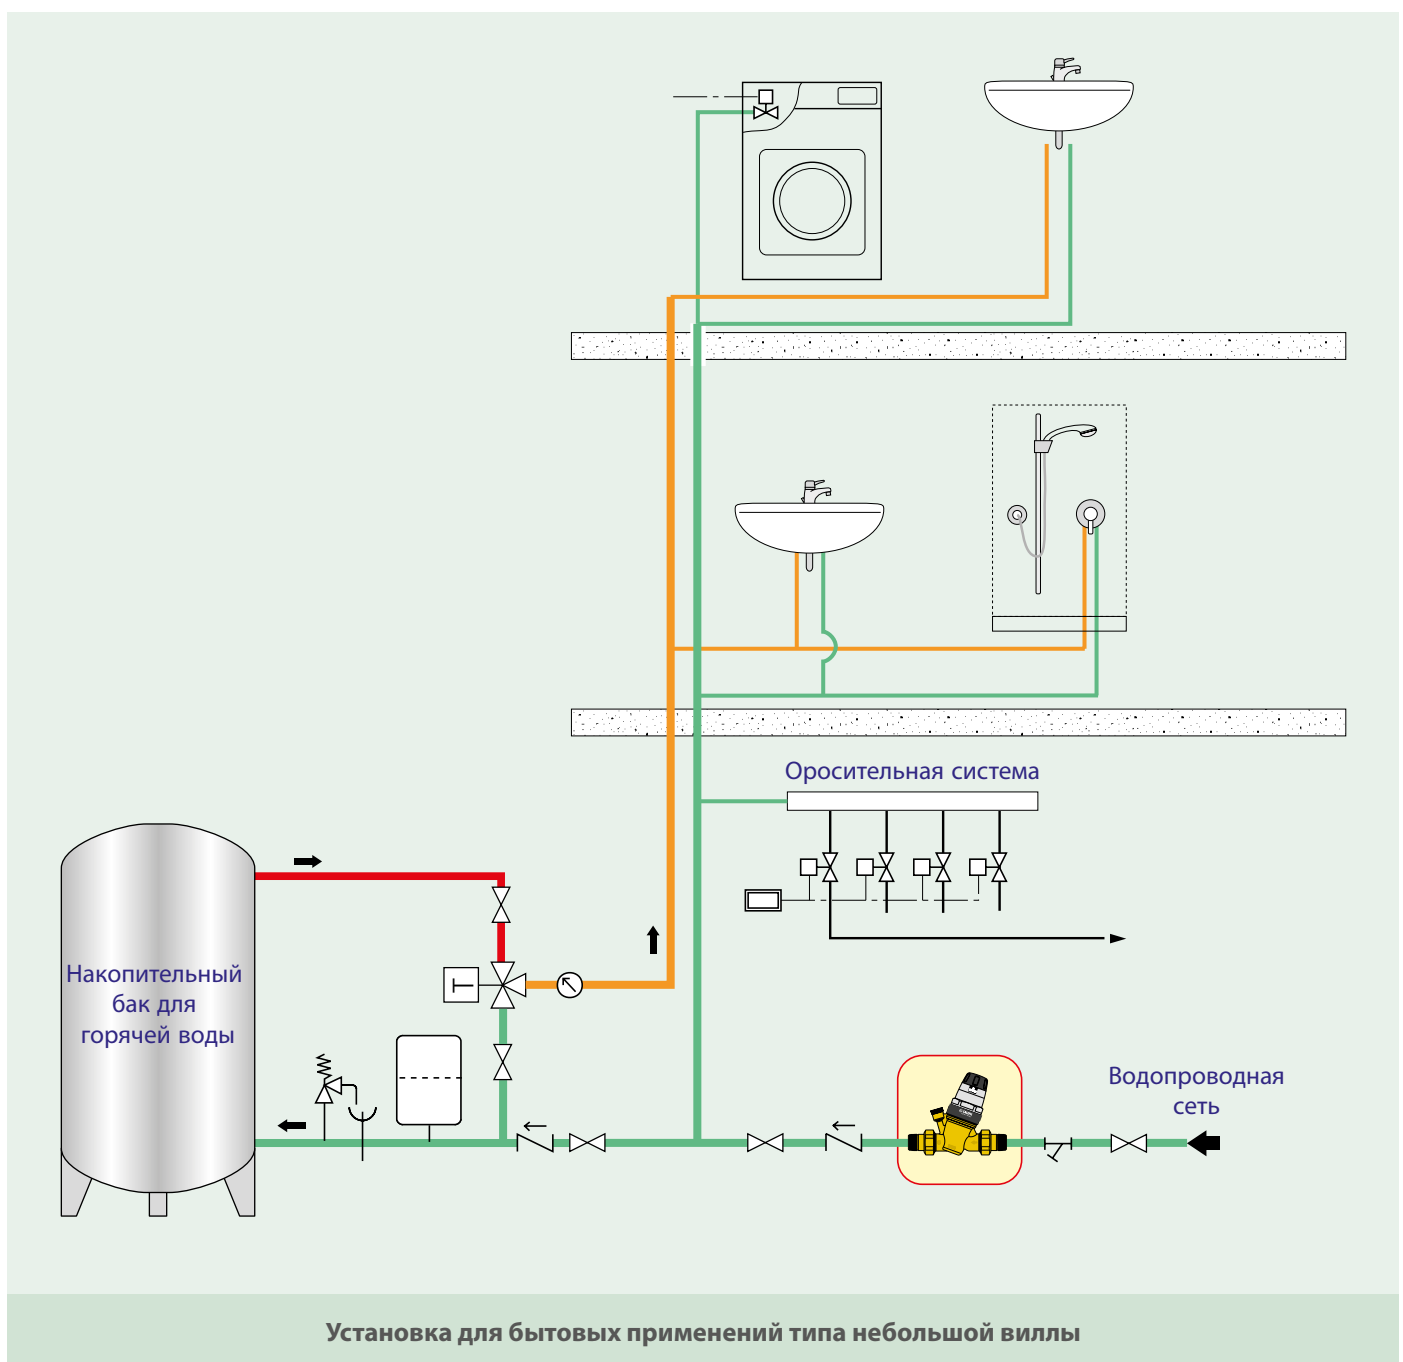 Оросительная система
Накопительный
бак для
горячей воды
Водопроводная
сеть
Установка для бытовых применений типа небольшой виллы